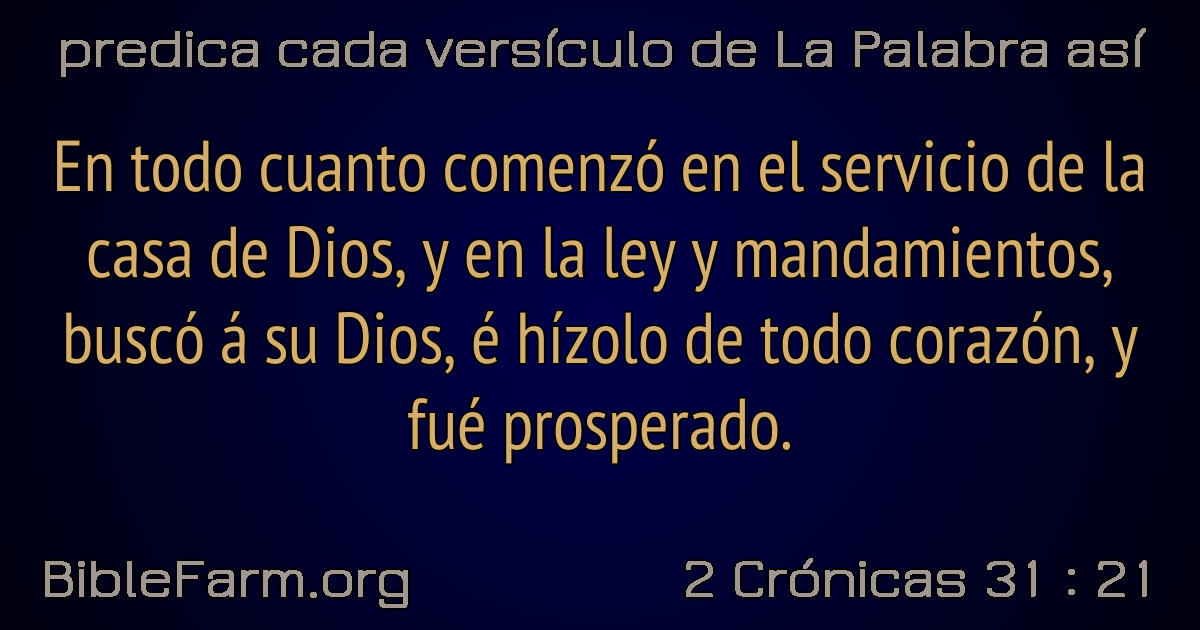 predica cada versículo de La Palabra así
En todo cuanto comenzó en el servicio de la
casa de Dios, y en la ley y mandamientos,
buscó á su Dios, é hízolo de todo corazón, y
fué prosperado.
BibleFarm.org
2 Crónicas 31 : 21